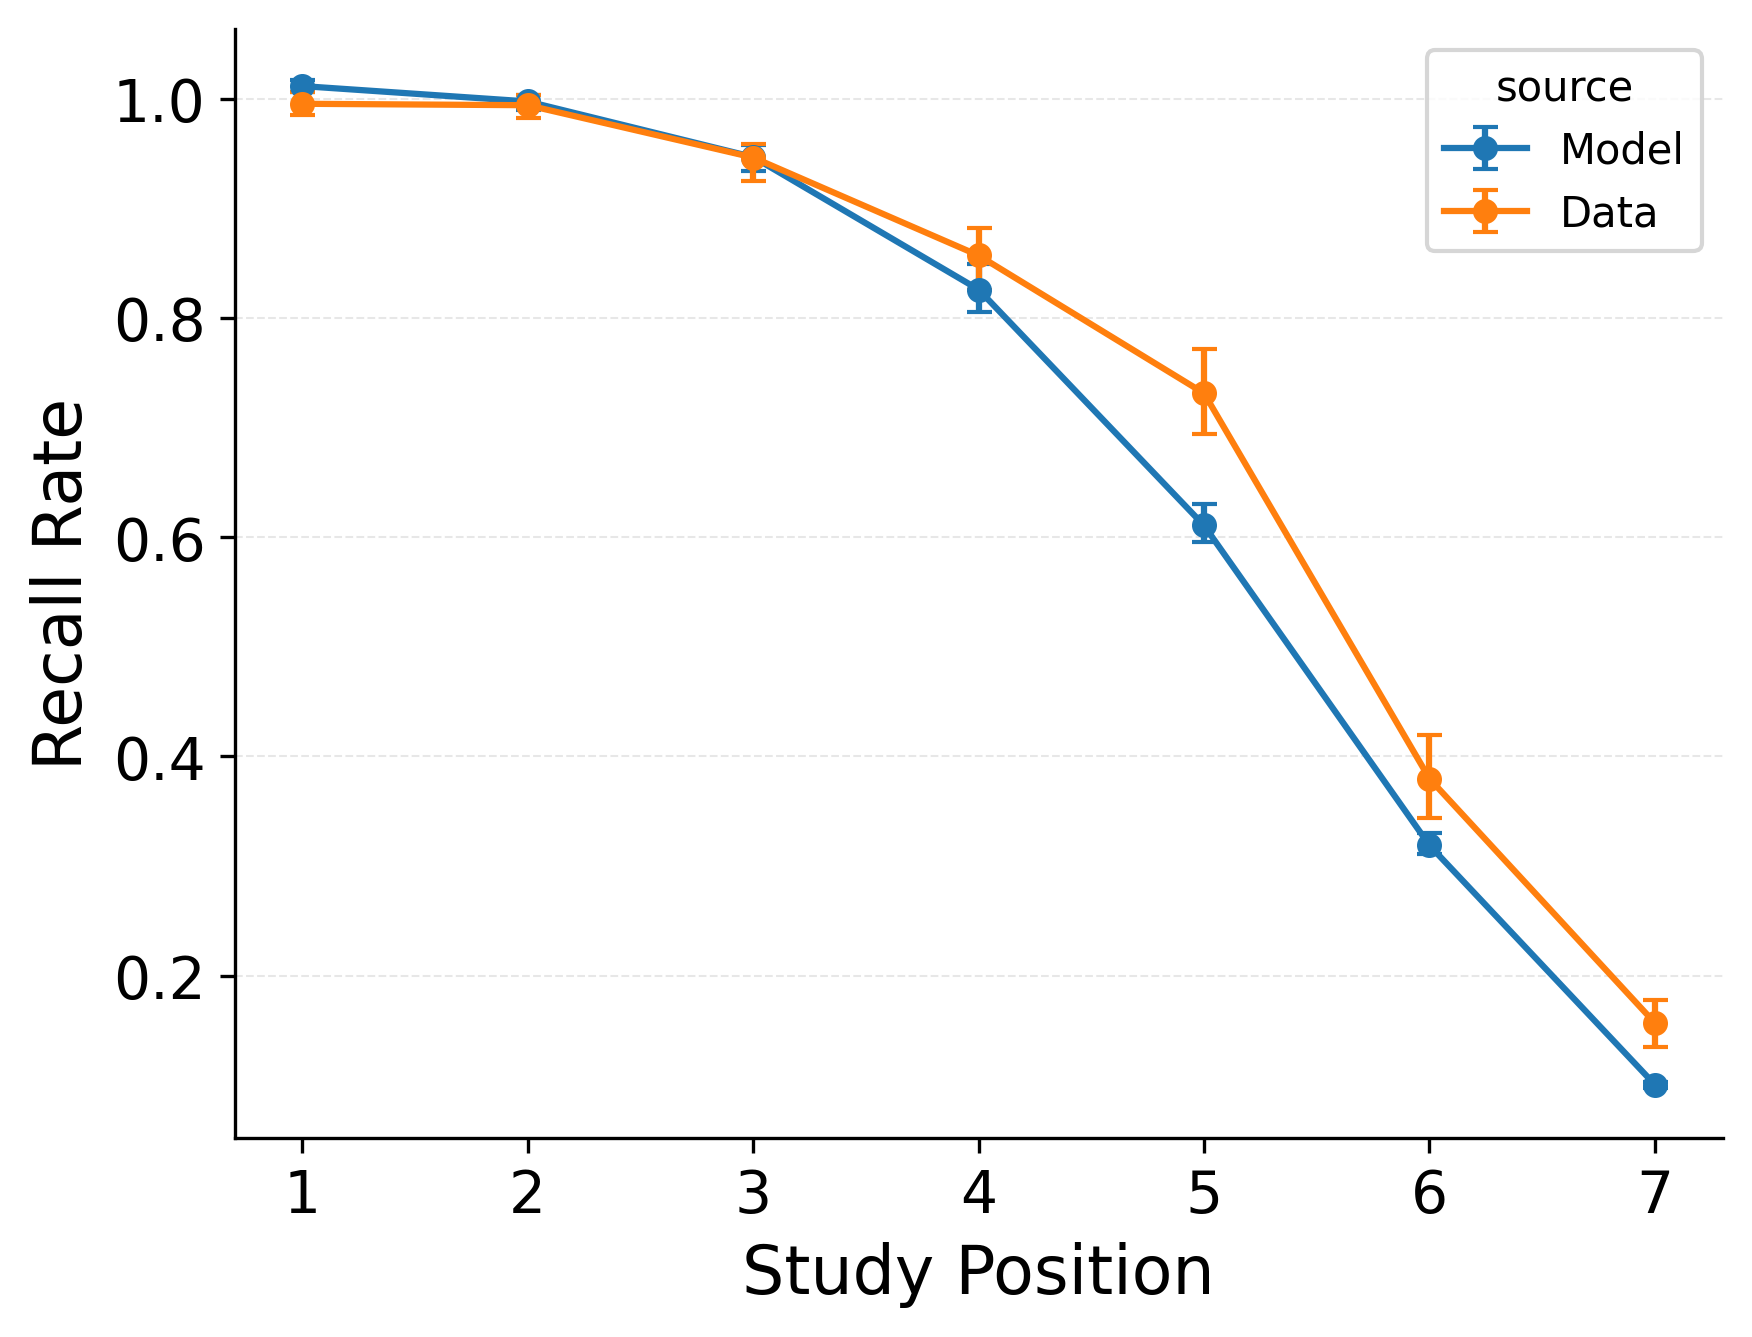 source
Model
Data
1.0
0.8
0.6
0.4
0.2
Recall Rate
1 2 3 4 5 6 7
Study Position